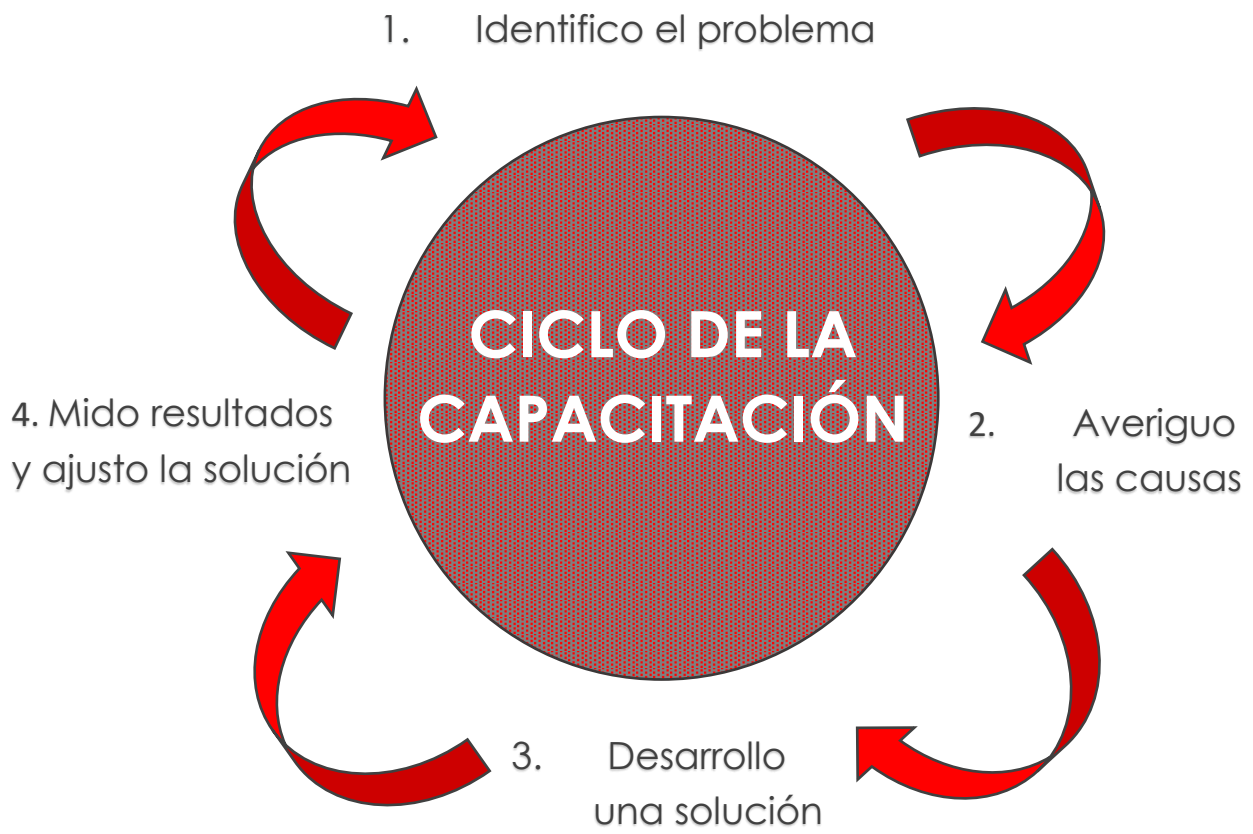 1. Identifico el problema
CICLO DE LA
CAPACITACIÓN
2. Averiguo
las causas
3. Desarrollo
una solución
4. Mido resultados
y ajusto la solución